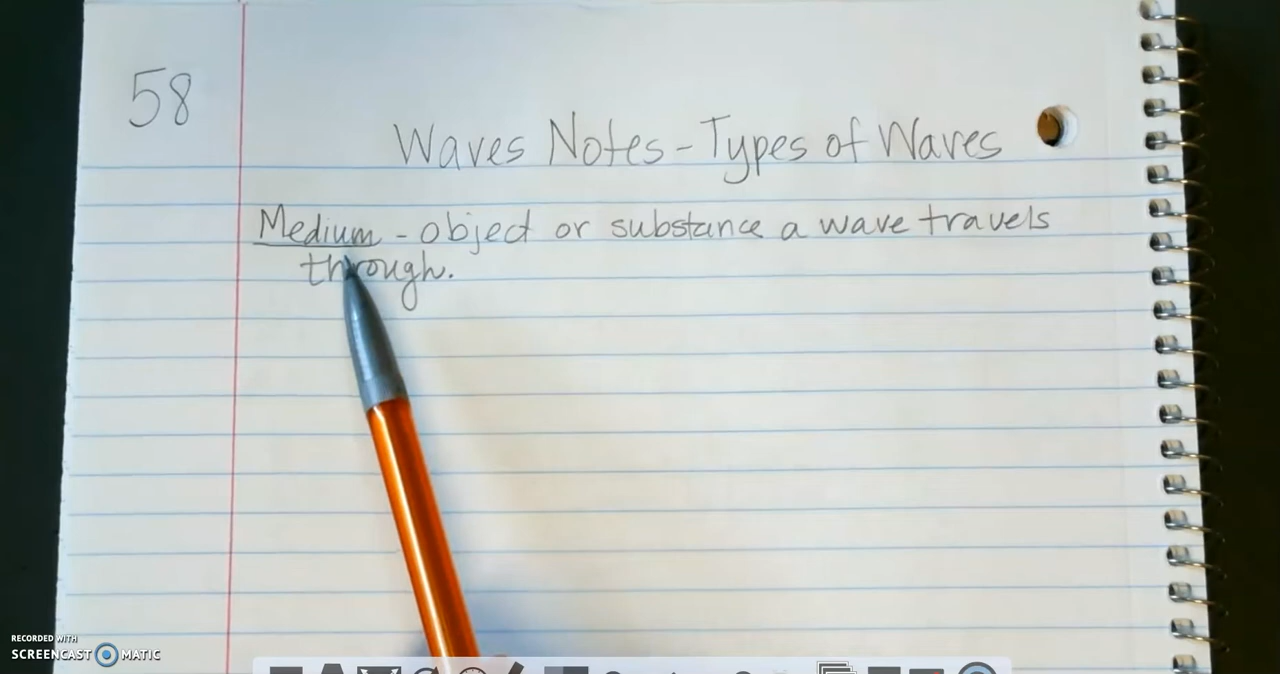 58
Waves Notes - Types of Waves
Medium - object or substance a wave travels
through.
RECORDED WITH
SCREENCAST MATIC